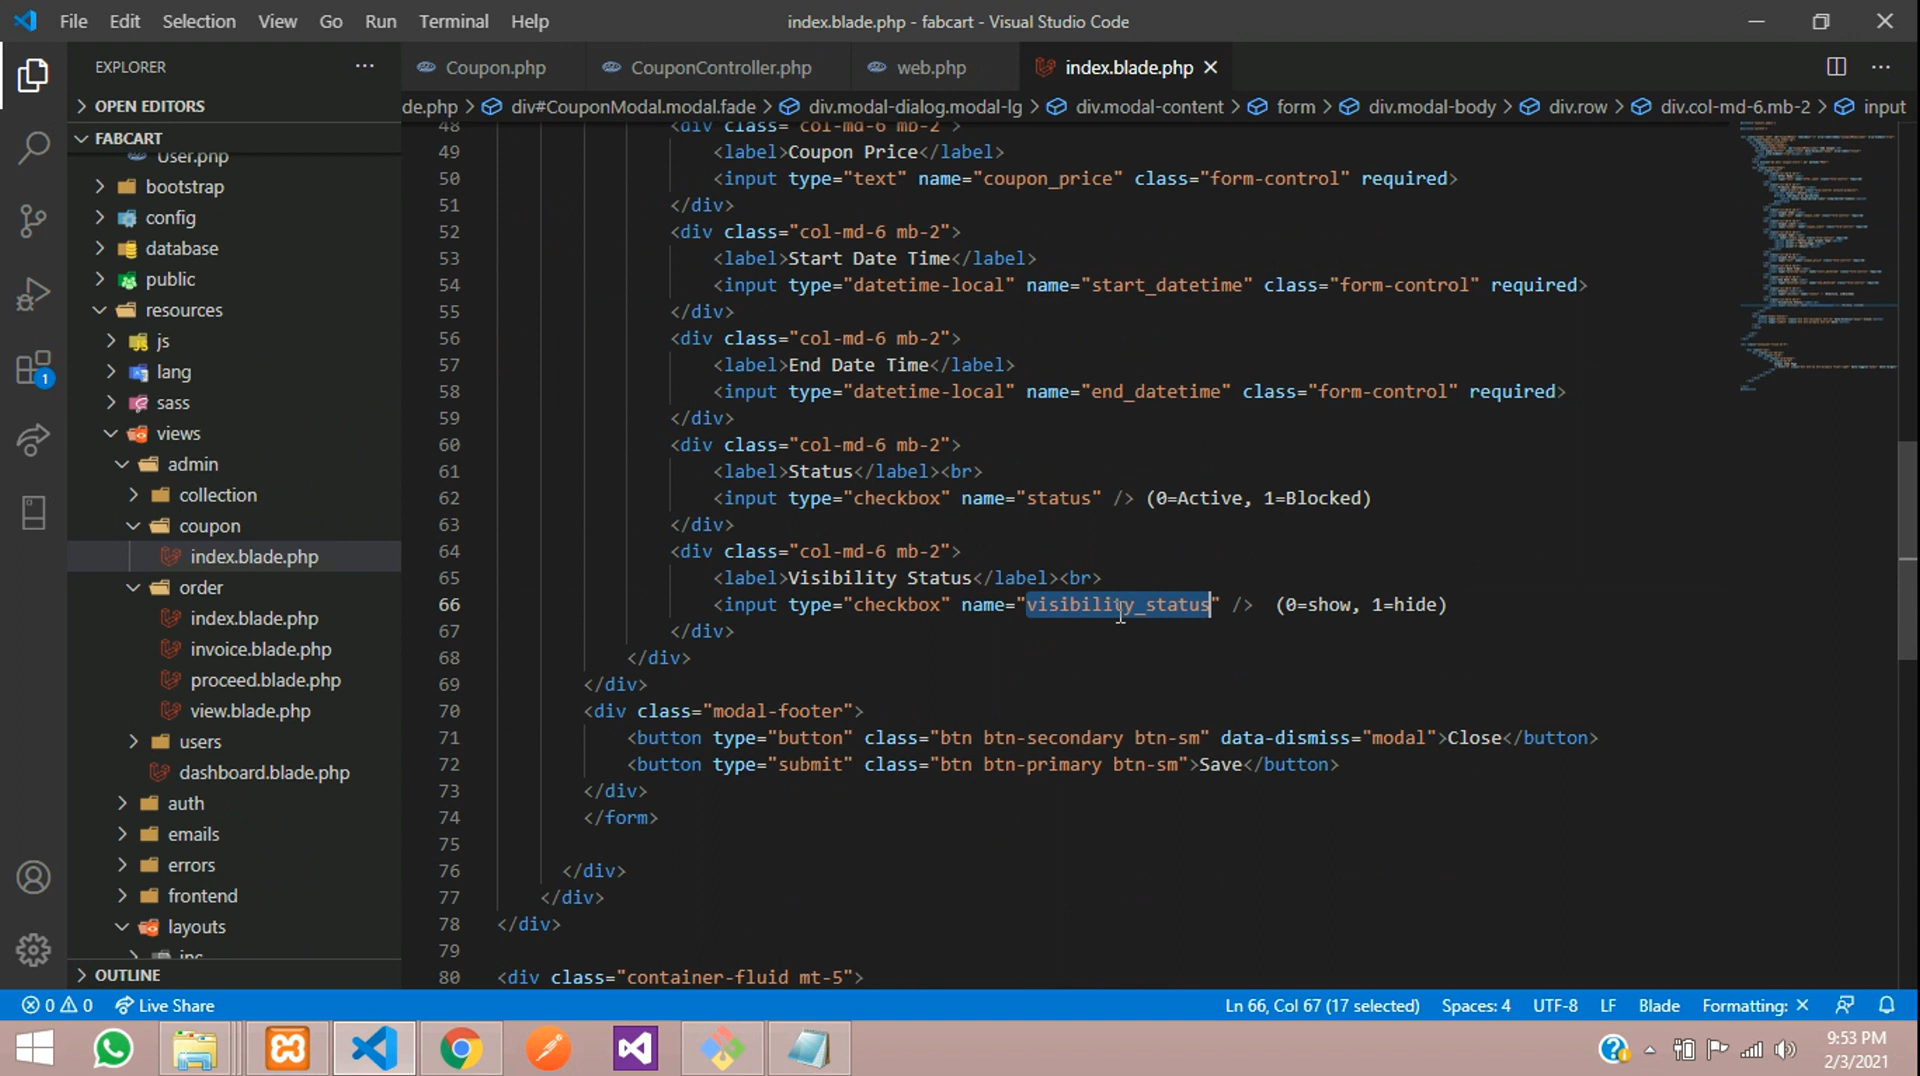 File Edit Selection View Go Run Terminal Help
index.blade.php - fabcart - Visual Studio Code
EXPLORER
Coupon.php
CouponController.php
web.php
index.blade.php
OPEN EDITORS
de.php > div#CouponModal.modal.fade > div.modal-dialog.modal-lg > div.modal-content > form > div.modal-body > div.row > div.col-md-6.mb-2 > input
FABCART
User.php
bootstrap
config
database
public
resources
js
lang
sass
views
admin
collection
coupon
index.blade.php
order
index.blade.php
invoice.blade.php
proceed.blade.php
view.blade.php
users
dashboard.blade.php
auth
emails
errors
frontend
layouts
inc
OUTLINE
48 <div class="col-md-6 mb-2">
49 <label>Coupon Price</label>
50 <input type="text" name="coupon_price" class="form-control" required>
51 </div>
52 <div class="col-md-6 mb-2">
53 <label>Start Date Time</label>
54 <input type="datetime-local" name="start_datetime" class="form-control" required>
55 </div>
56 <div class="col-md-6 mb-2">
57 <label>End Date Time</label>
58 <input type="datetime-local" name="end_datetime" class="form-control" required>
59 </div>
60 <div class="col-md-6 mb-2">
61 <label>Status</label><br>
62 <input type="checkbox" name="status" /> (0=Active, 1=Blocked)
63 </div>
64 <div class="col-md-6 mb-2">
65 <label>Visibility Status</label><br>
66 <input type="checkbox" name="visibility_status" />  (0=show, 1=hide)
67 </div>
68 </div>
69 </div>
70 <div class="modal-footer">
71 <button type="button" class="btn btn-secondary btn-sm" data-dismiss="modal">Close</button>
72 <button type="submit" class="btn btn-primary btn-sm">Save</button>
73 </div>
74 </form>
75
76 </div>
77 </div>
78 </div>
79
80 <div class="container-fluid mt-5">
1
0 0 Live Share
Ln 66, Col 67 (17 selected) Spaces: 4 UTF-8 LF Blade Formatting: ×
9:53 PM
2/3/2021